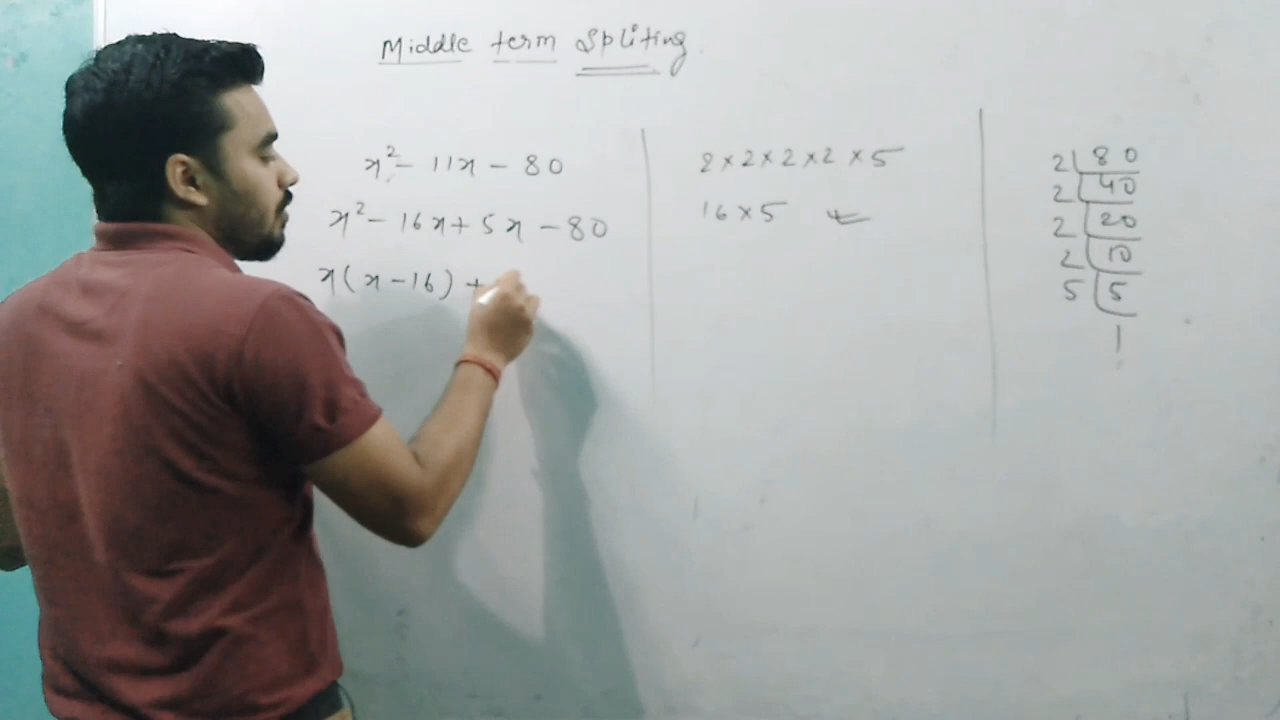 Middle term Spliting
x² - 11x - 80
x² - 16x + 5x - 80
x(x - 16) +
2 × 2 × 2 × 2 × 5
16 × 5
2 | 80
2 | 40
2 | 20
2 | 10
5 | 5
1